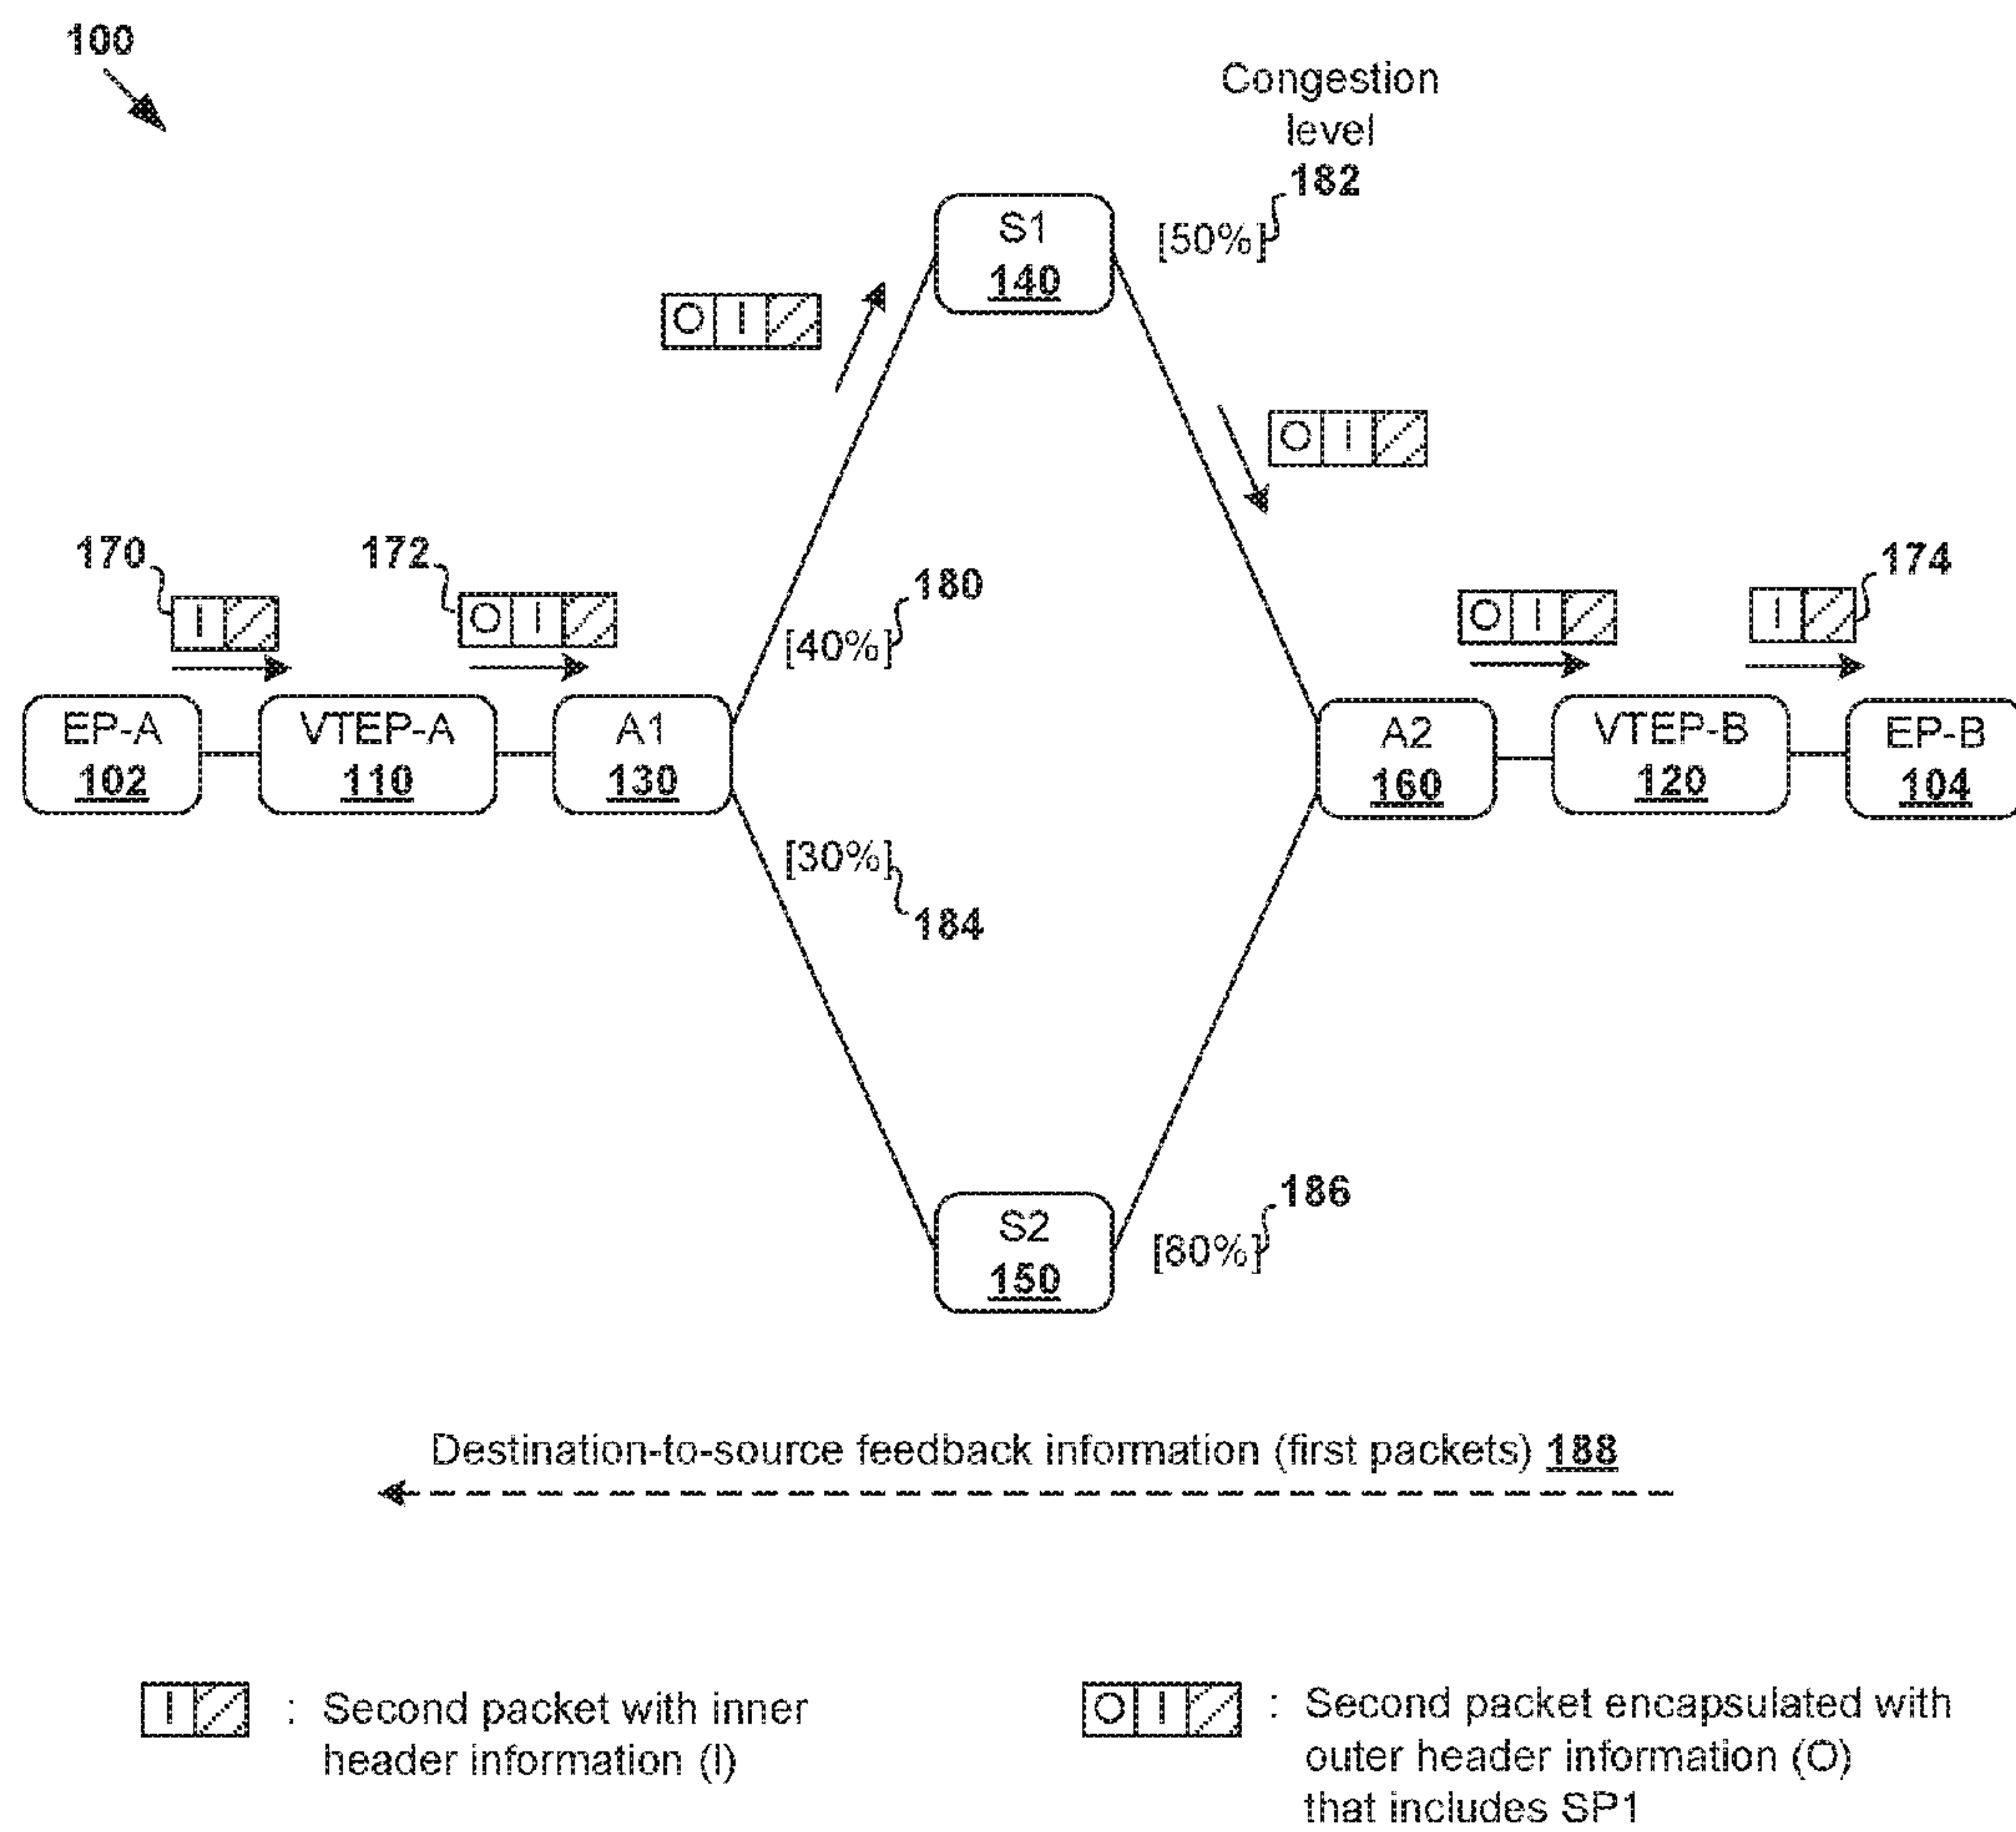 100
Congestion
level
182
S1
140
[50%]
O I
O I
170
I
172
O I
180
[40%]
O I
I
174
EP-A
102
VTEP-A
110
A1
130
A2
160
VTEP-B
120
EP-B
104
[30%]
184
S2
150
186
[80%]
Destination-to-source feedback information (first packets) 188
I : Second packet with inner
header information (I)
O I : Second packet encapsulated with
outer header information (O)
that includes SP1